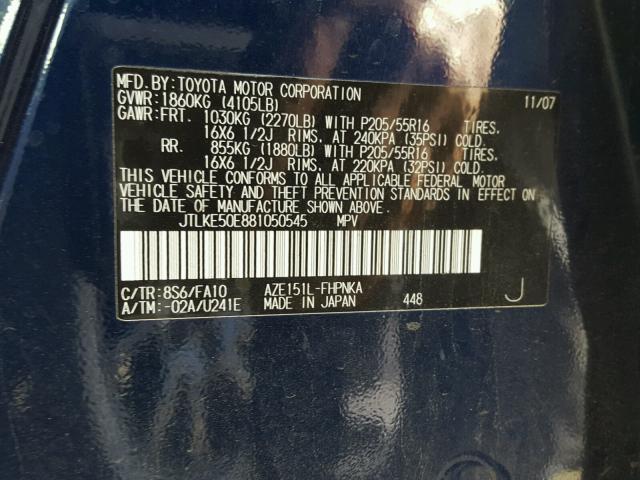 MFD.BY:TOYOTA MOTOR CORPORATION 11/07
GVWR:1860KG (4105LB)
GAWR:FRT. 1030KG (2270LB) WITH P205/55R16 TIRES.
16X6 1/2J RIMS, AT 240KPA (35PSI) COLD.
RR. 855KG (1880LB) WITH P205/55R16 TIRES.
16X6 1/2J RIMS, AT 220KPA (32PSI) COLD.
THIS VEHICLE CONFORMS TO ALL APPLICABLE FEDERAL MOTOR
VEHICLE SAFETY AND THEFT PREVENTION STANDARDS IN EFFECT ON
THE DATE OF MANUFACTURE SHOWN ABOVE.
JTLKE50E881050545 MPV
C/TR:8S6/FA10 AZE151L-FHPNKA
A/TM:-02A/U241E MADE IN JAPAN 448 J